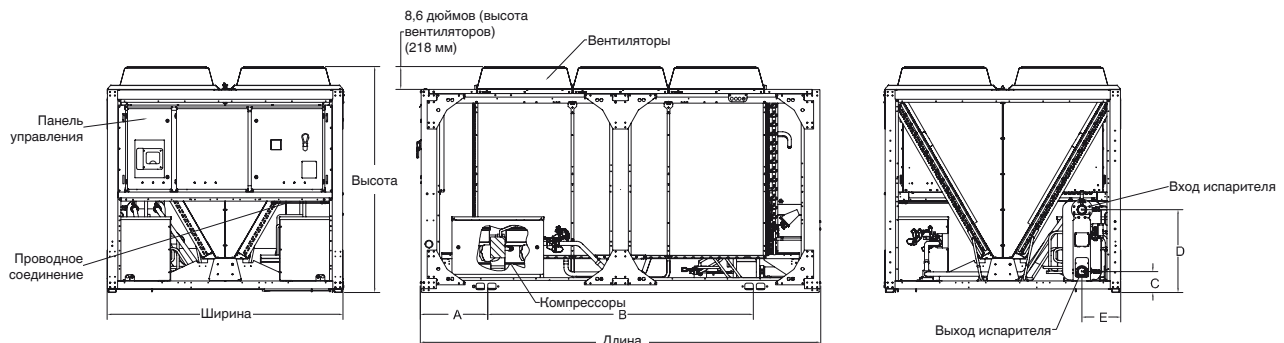 8,6 дюймов (высота
вентиляторов)
(218 мм)
Вентиляторы
Панель
управления
Высота
Вход испарителя
Проводное
соединение
D
C
Компрессоры
A
B
E
Ширина
Выход испарителя
Длина